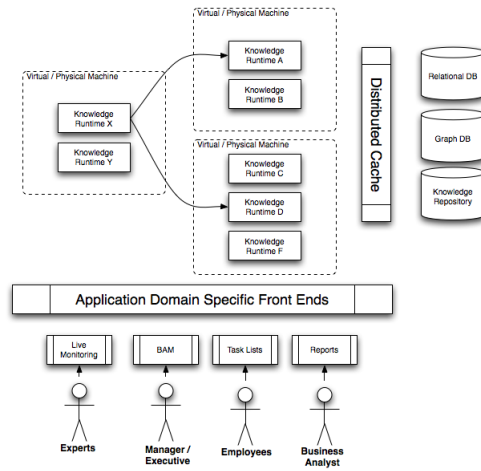 Virtual / Physical Machine
Knowledge
Runtime A
Knowledge
Runtime B
Virtual / Physical Machine
Knowledge
Runtime X
Knowledge
Runtime Y
Virtual / Physical Machine
Knowledge
Runtime C
Knowledge
Runtime D
Knowledge
Runtime F
Distributed Cache
Relational DB
Graph DB
Knowledge
Repository
Application Domain Specific Front Ends
Live
Monitoring
BAM
Task Lists
Reports
Experts
Manager /
Executive
Employees
Business
Analyst